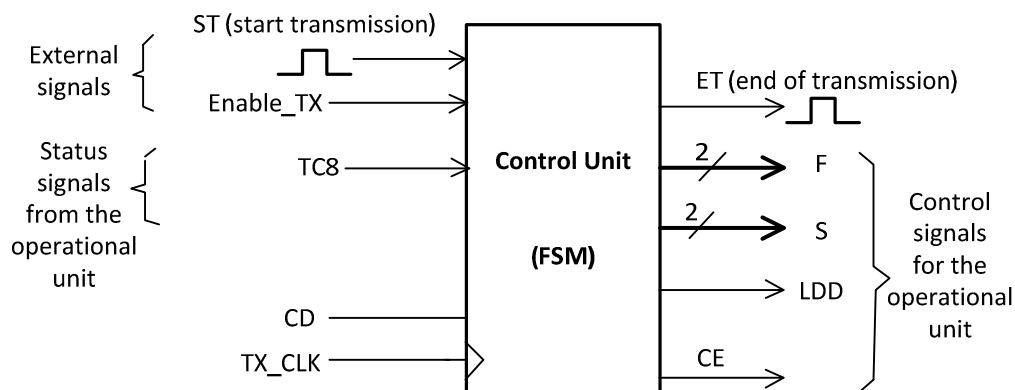 External
signals
ST (start transmission)
Enable_TX
Status
signals
from the
operational
unit
TC8
CD
TX_CLK
Control Unit
(FSM)
ET (end of transmission)
2
F
2
S
LDD
CE
Control
signals
for the
operational
unit